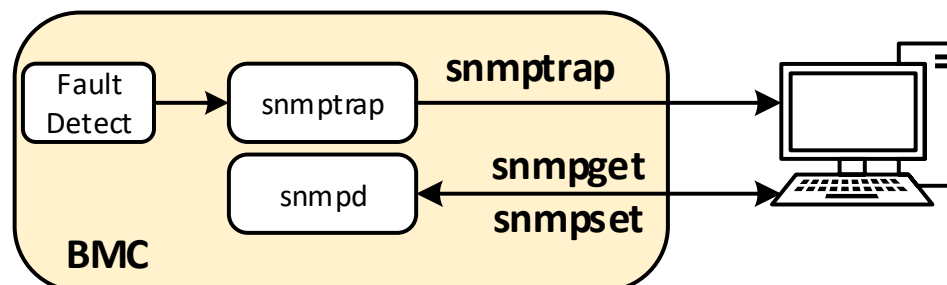 Fault
Detect
snmptrap
snmptrap
snmpd
snmpget
snmpset
BMC